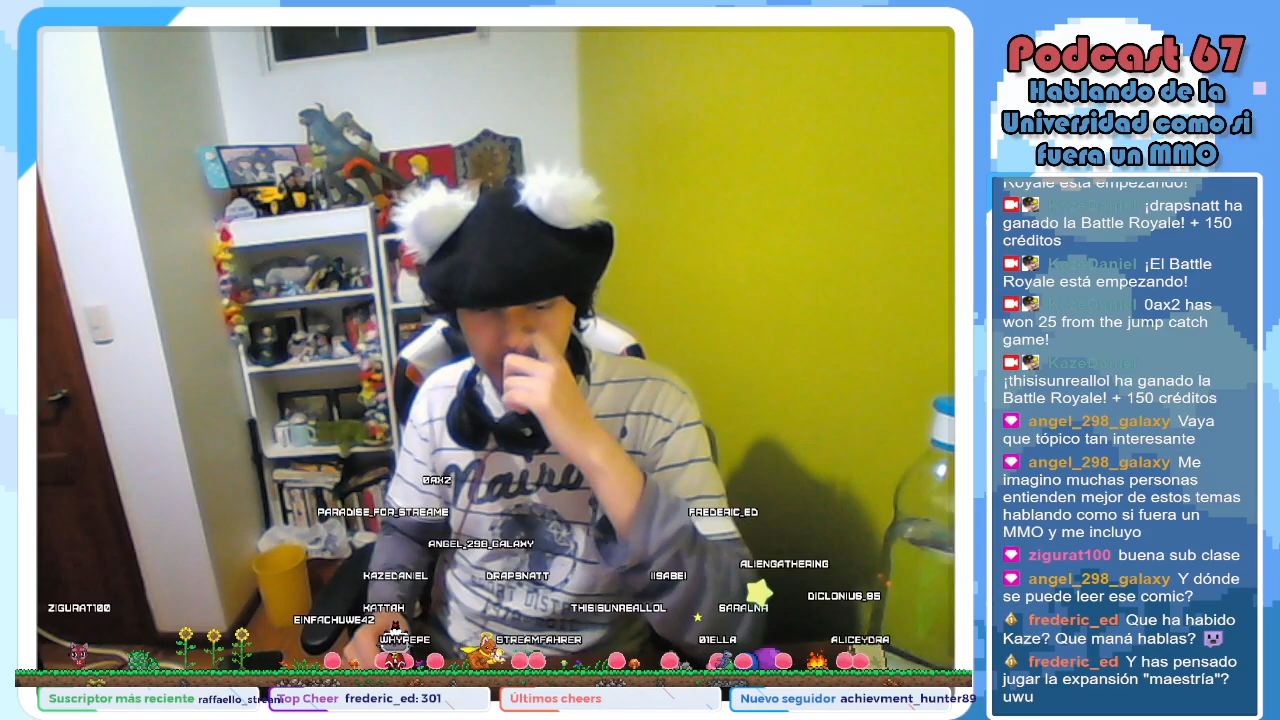 Podcast 67
Hablando de la
Universidad como si
fuera un MMO
Royale está empezando!
¡drapsnatt ha
ganado la Battle Royale! + 150
créditos
KazeDaniel ¡El Battle
Royale está empezando!
0ax2 has
won 25 from the jump catch
game!
KazeDaniel
¡thisisunreallol ha ganado la
Battle Royale! + 150 créditos
angel_298_galaxy Vaya
que tópico tan interesante
angel_298_galaxy Me
imagino muchas personas
entienden mejor de estos temas
hablando como si fuera un
MMO y me incluyo
zigurat100 buena sub clase
angel_298_galaxy Y dónde
se puede leer ese comic?
frederic_ed Que ha habido
Kaze? Que maná hablas?
frederic_ed Y has pensado
jugar la expansión "maestría"?
uwu
0AX2
PARADISE_FOR_STREAME
FREDERIC_ED
ANGEL_298_GALAXY
ALIENGATHERING
KAZEDANIEL
DRAPSNATT
IISABEI
DICLONIUS_85
ZIGURAT100
KATTAH
THISISUNREALLOL
SARALNA
EINFACHUWE42
WHYPEPE
STREAMFAHRER
01ELLA
ALICEYDRA
Suscriptor más reciente raffaello_stream
Top Cheer frederic_ed: 301
Últimos cheers
Nuevo seguidor achievment_hunter89